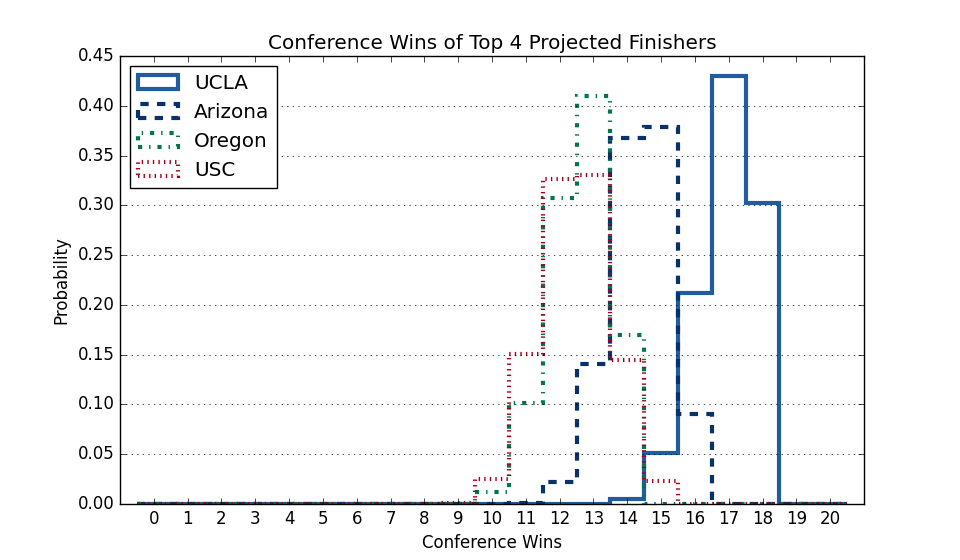 Conference Wins of Top 4 Projected Finishers
0.45
0.40
0.35
0.30
0.25
0.20
0.15
0.10
0.05
0.00
Probability
UCLA
Arizona
Oregon
USC
0 1 2 3 4 5 6 7 8 9 10 11 12 13 14 15 16 17 18 19 20
Conference Wins